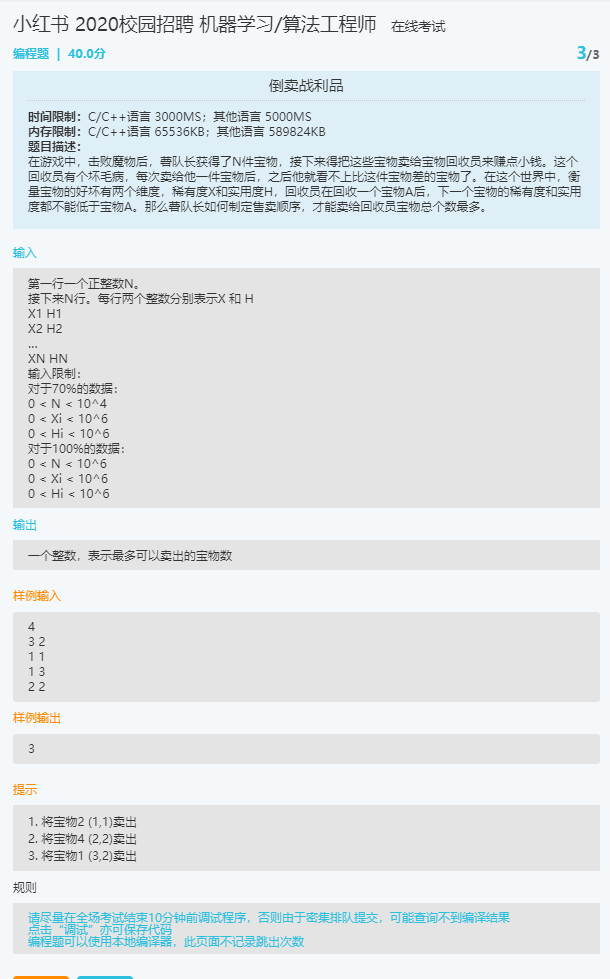 小红书 2020校园招聘 机器学习/算法工程师 在线考试
编程题 | 40.0分 3/3
倒卖战利品
时间限制：C/C++语言 3000MS；其他语言 5000MS
内存限制：C/C++语言 65536KB；其他语言 589824KB
题目描述：
在游戏中，击败魔物后，薯队长获得了N件宝物，接下来得把这些宝物卖给宝物回收员来赚点小钱。这个
回收员有个坏毛病，每次卖给他一件宝物后，之后他就看不上比这件宝物差的宝物了。在这个世界中，衡
量宝物的好坏有两个维度，稀有度X和实用度H，回收员在回收一个宝物A后，下一个宝物的稀有度和实用
度都不能低于宝物A。那么薯队长如何制定售卖顺序，才能卖给回收员宝物总个数最多。
输入
第一行一个正整数N。
接下来N行。每行两个整数分别表示X 和 H
X1 H1
X2 H2
...
XN HN
输入限制：
对于70%的数据：
0 < N < 10^4
0 < Xi < 10^6
0 < Hi < 10^6
对于100%的数据：
0 < N < 10^6
0 < Xi < 10^6
0 < Hi < 10^6
输出
一个整数，表示最多可以卖出的宝物数
样例输入
4
3 2
1 1
1 3
2 2
样例输出
3
提示
1. 将宝物2 (1,1)卖出
2. 将宝物4 (2,2)卖出
3. 将宝物1 (3,2)卖出
规则
请尽量在全场考试结束10分钟前调试程序，否则由于密集排队提交，可能查询不到编译结果
点击“调试”亦可保存代码
编程题可以使用本地编译器，此页面不记录跳出次数